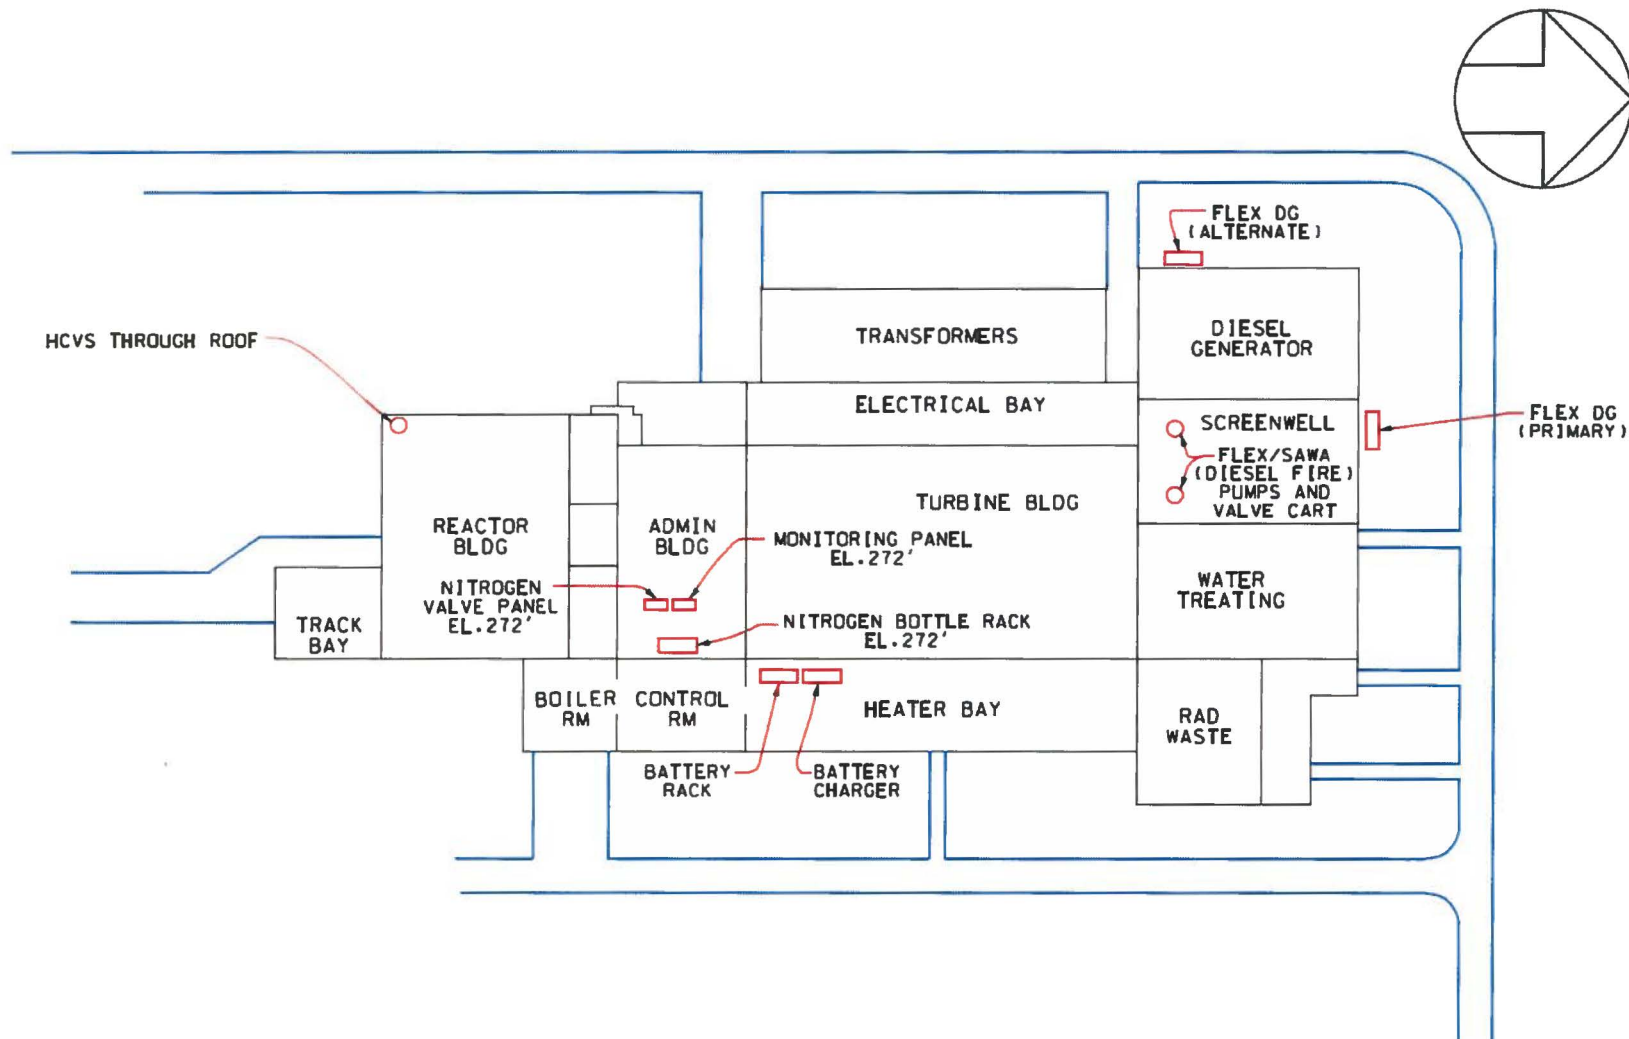 FLEX DG
(ALTERNATE)
HCVS THROUGH ROOF
TRANSFORMERS
DIESEL
GENERATOR
ELECTRICAL BAY
SCREENWELL
FLEX DG
(PRIMARY)
FLEX/SAWA
(DIESEL FIRE)
PUMPS AND
VALVE CART
TURBINE BLDG
REACTOR
BLDG
ADMIN
BLDG
MONITORING PANEL
EL.272'
NITROGEN
VALVE PANEL
EL.272'
WATER
TREATING
TRACK
BAY
NITROGEN BOTTLE RACK
EL.272'
BOILER
RM
CONTROL
RM
HEATER BAY
RAD
WASTE
BATTERY
RACK
BATTERY
CHARGER